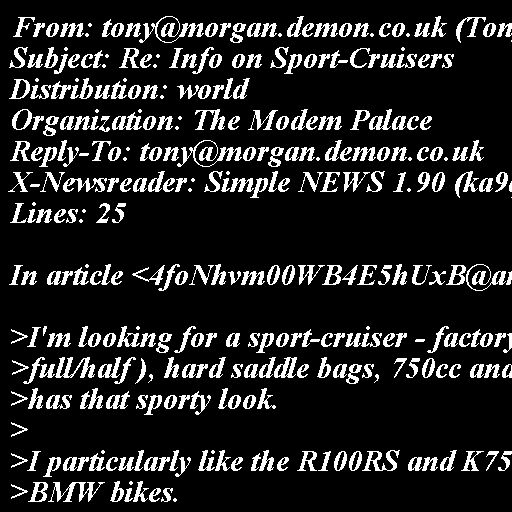 From: tony@morgan.demon.co.uk (Ton
Subject: Re: Info on Sport-Cruisers
Distribution: world
Organization: The Modem Palace
Reply-To: tony@morgan.demon.co.uk
X-Newsreader: Simple NEWS 1.90 (ka9q
Lines: 25

In article <4foNhvm00WB4E5hUxB@an

>I'm looking for a sport-cruiser - factory
>full/half ), hard saddle bags, 750cc and
>has that sporty look.
>
>I particularly like the R100RS and K75
>BMW bikes.